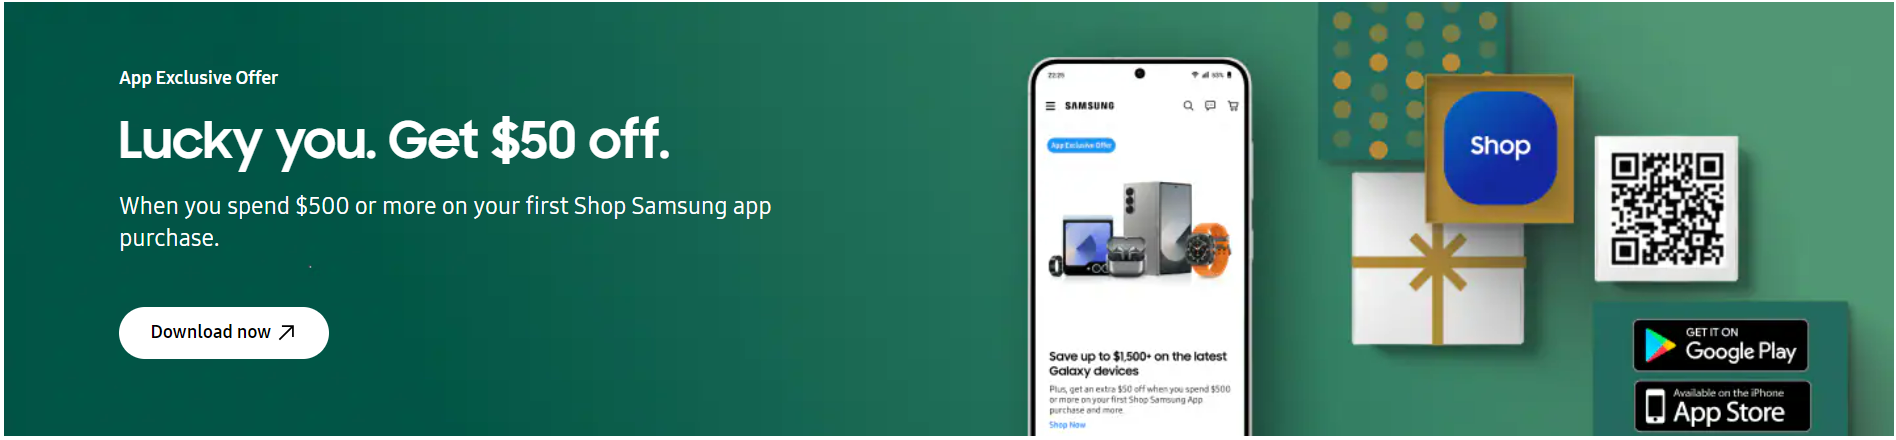 App Exclusive Offer
Lucky you. Get $50 off.
When you spend $500 or more on your first Shop Samsung app
purchase.
Download now
22:25
50%
SAMSUNG
App Exclusive Offer
Save up to $1,500+ on the latest
Galaxy devices
Plus, get an extra $50 off when you spend $500
or more on your first Shop Samsung App
purchase and more.
Shop Now
Shop
GET IT ON
Google Play
Available on the iPhone
App Store